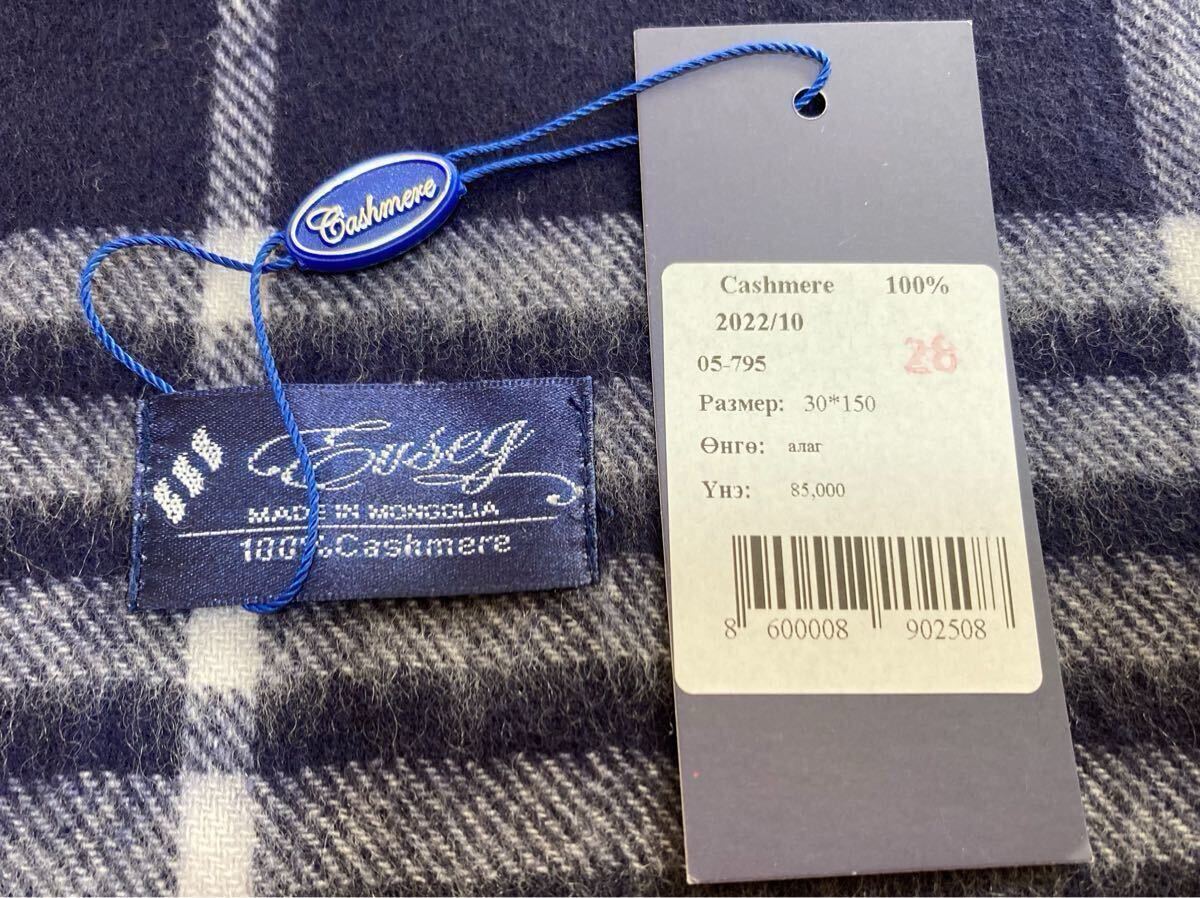 Cashmere
Evseg
MADE IN MONGOLIA
100%Cashmere
Cashmere 100%
2022/10
05-795 28
Размер: 30*150
Өнгө: алаг
Үнэ: 85,000
8 600008 902508